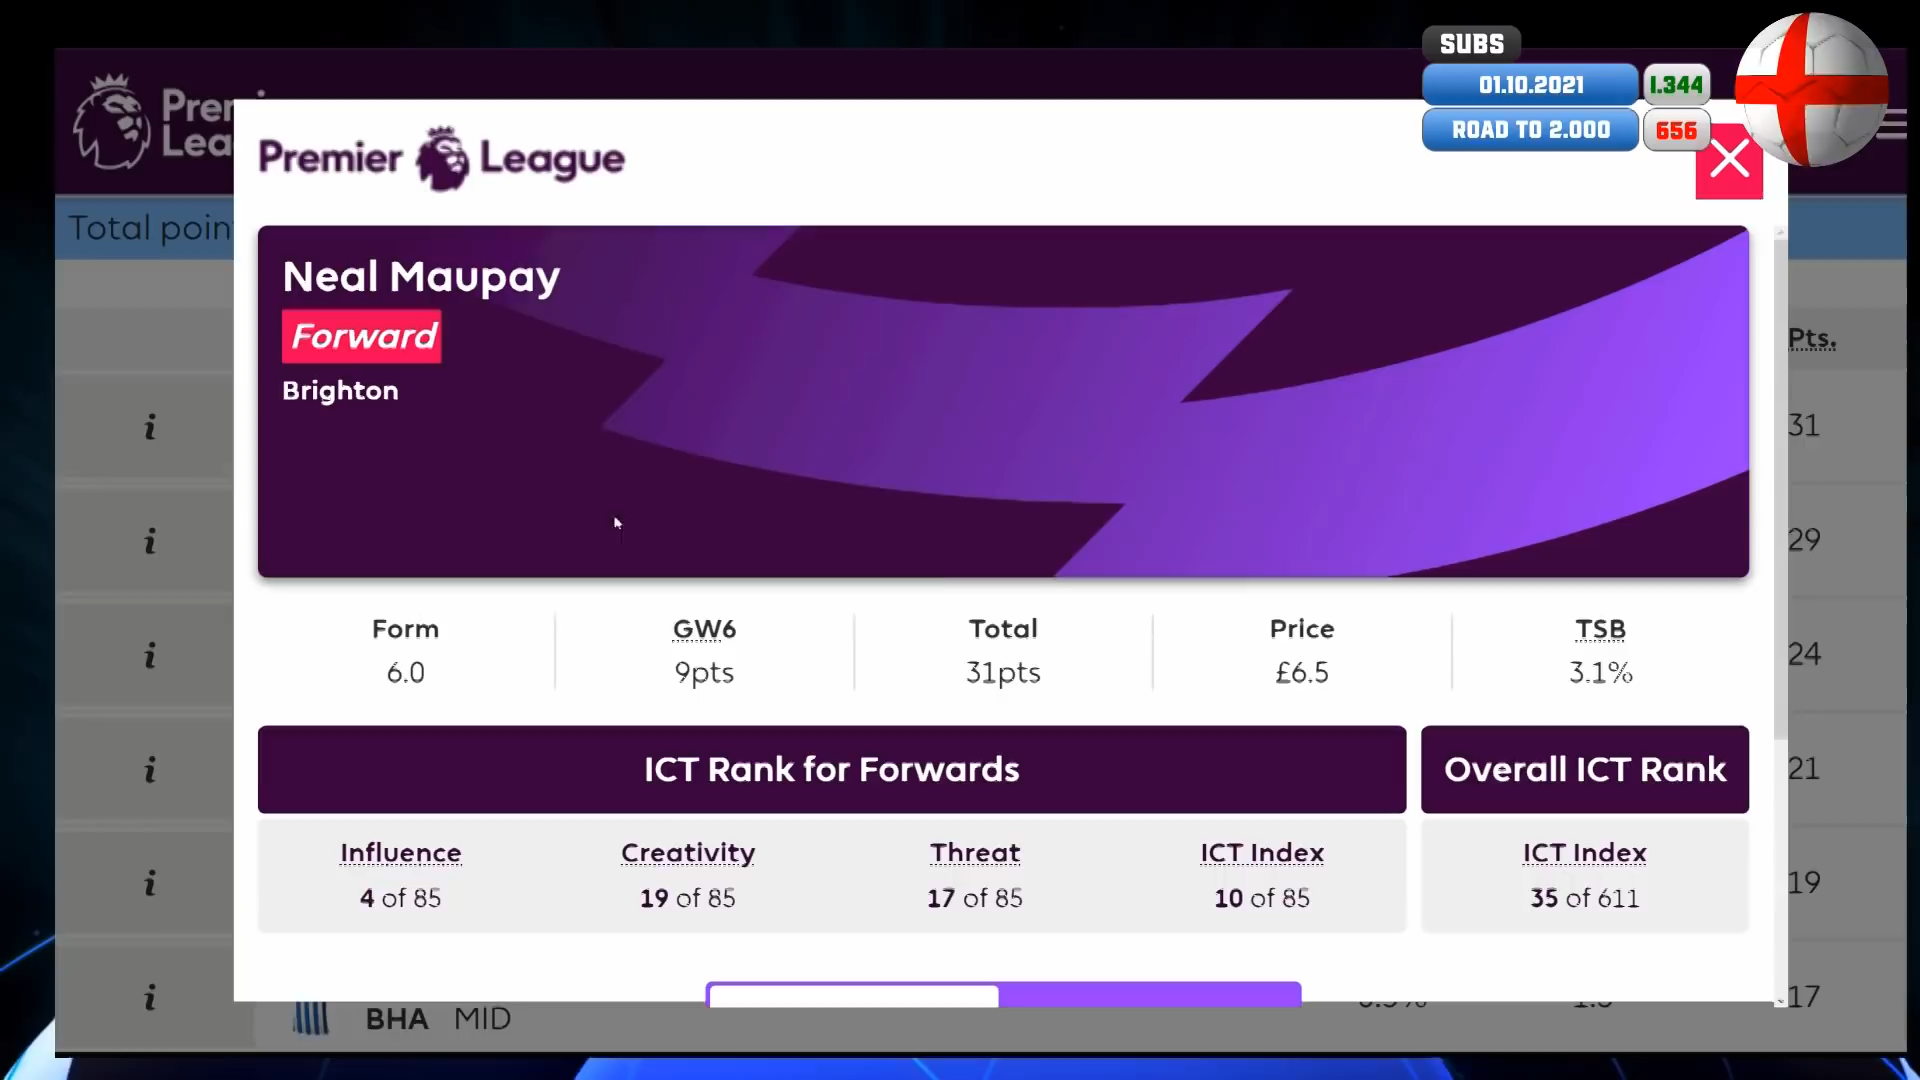 SUBS
01.10.2021 1.344
ROAD TO 2.000 656
Premier League
Total
Neal Maupay
Forward
Brighton
Pts.
31
29
24
21
19
17
Form GW6 Total Price TSB
6.0 9pts 31pts £6.5 3.1%
ICT Rank for Forwards Overall ICT Rank
Influence Creativity Threat ICT Index ICT Index
4 of 85 19 of 85 17 of 85 10 of 85 35 of 611
i
i
i
i
i
i
BHA MID